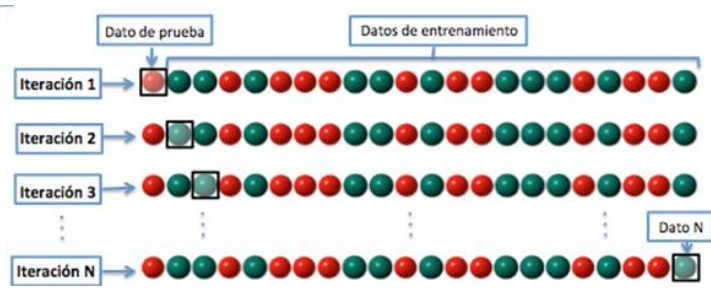 Dato de prueba
Datos de entrenamiento
Iteración 1
Iteración 2
Iteración 3
Dato N
Iteración N